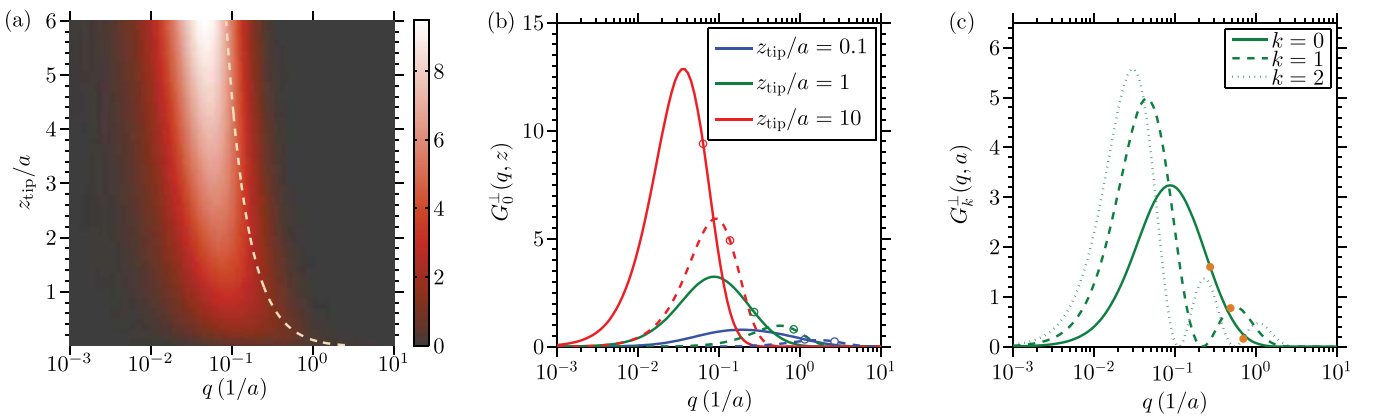 (a)
6
5
4
3
2
1
z_tip/a
10^−3 10^−2 10^−1 10^0 10^1
q (1/a)
8
6
4
2
0
(b)
15
10
5
0
G_0^⊥(q, z)
z_tip/a = 0.1
z_tip/a = 1
z_tip/a = 10
10^−3 10^−2 10^−1 10^0 10^1
q (1/a)
(c)
6
5
4
3
2
1
0
G_k^⊥(q, a)
k = 0
k = 1
k = 2
10^−3 10^−2 10^−1 10^0 10^1
q (1/a)